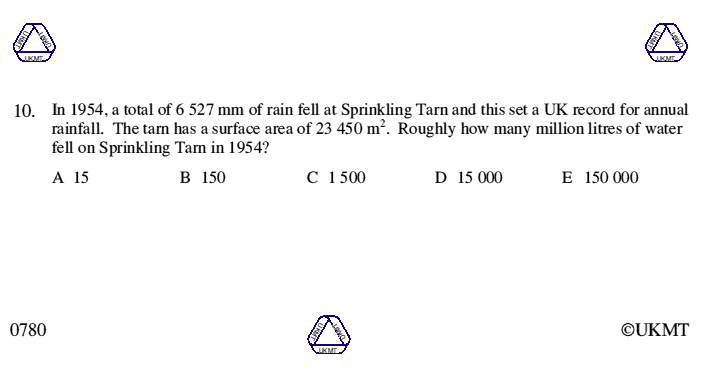 UKMT UKMT UKMT
UKMT UKMT UKMT
10. In 1954, a total of 6 527 mm of rain fell at Sprinkling Tarn and this set a UK record for annual
rainfall. The tarn has a surface area of 23 450 m². Roughly how many million litres of water
fell on Sprinkling Tarn in 1954?
A 15 B 150 C 1 500 D 15 000 E 150 000
0780
UKMT UKMT UKMT
©UKMT